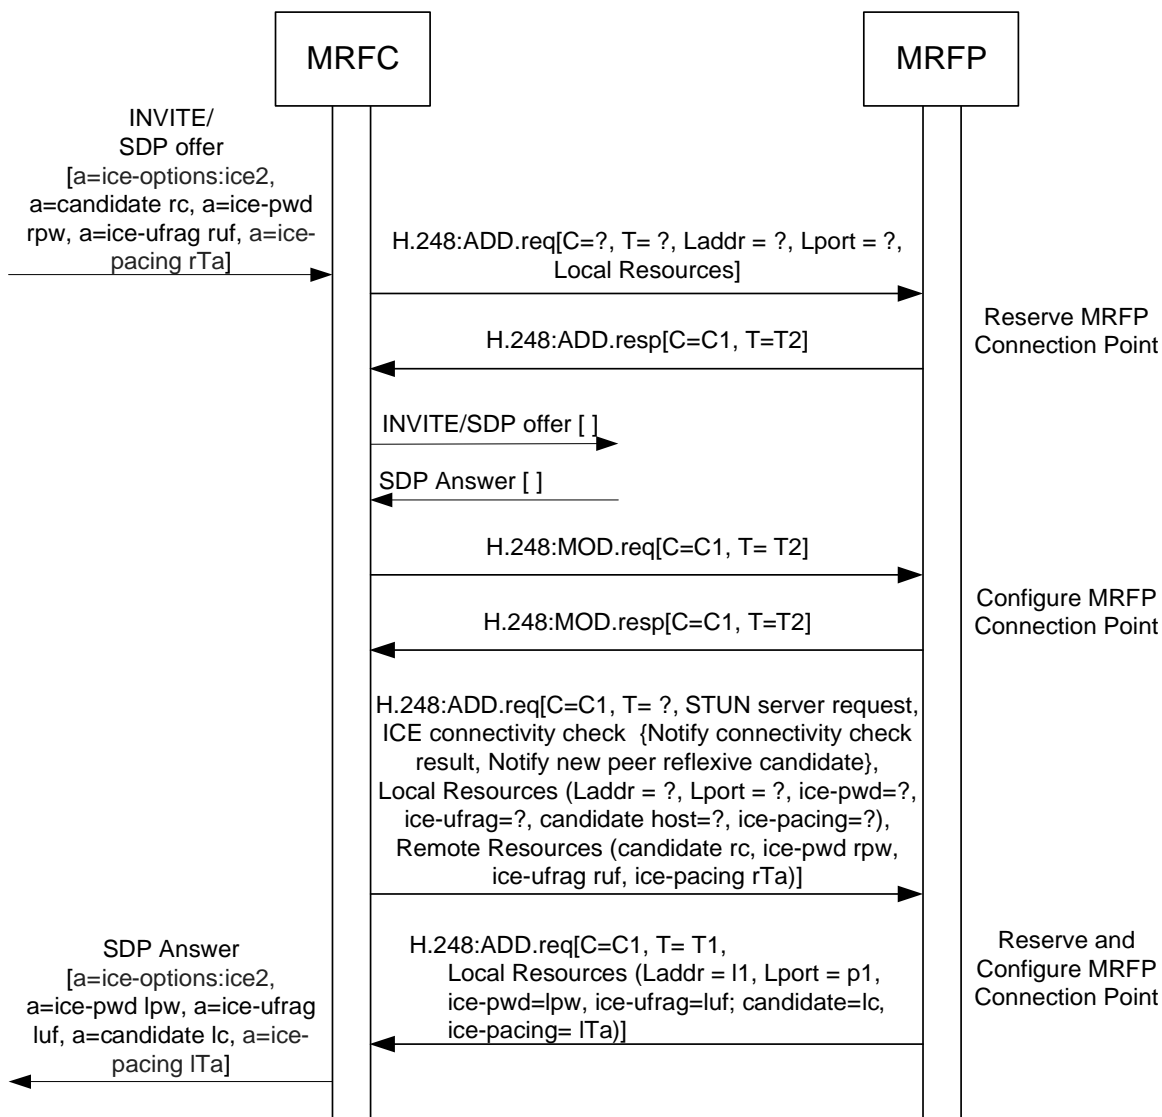 MRFC
MRFP
INVITE/
SDP offer
[a=ice-options:ice2,
a=candidate rc, a=ice-pwd
rpw, a=ice-ufrag ruf, a=ice-
pacing rTa]
H.248:ADD.req[C=?, T= ?, Laddr = ?, Lport = ?,
Local Resources]
Reserve MRFP
Connection Point
H.248:ADD.resp[C=C1, T=T2]
INVITE/SDP offer [ ]
SDP Answer [ ]
H.248:MOD.req[C=C1, T= T2]
Configure MRFP
Connection Point
H.248:MOD.resp[C=C1, T=T2]
H.248:ADD.req[C=C1, T= ?, STUN server request,
ICE connectivity check {Notify connectivity check
result, Notify new peer reflexive candidate},
Local Resources (Laddr = ?, Lport = ?, ice-pwd=?,
ice-ufrag=?, candidate host=?, ice-pacing=?),
Remote Resources (candidate rc, ice-pwd rpw,
ice-ufrag ruf, ice-pacing rTa)]
H.248:ADD.req[C=C1, T= T1,
Local Resources (Laddr = l1, Lport = p1,
ice-pwd=lpw, ice-ufrag=luf; candidate=lc,
ice-pacing= lTa)]
Reserve and
Configure MRFP
Connection Point
SDP Answer
[a=ice-options:ice2,
a=ice-pwd lpw, a=ice-ufrag
luf, a=candidate lc, a=ice-
pacing lTa]